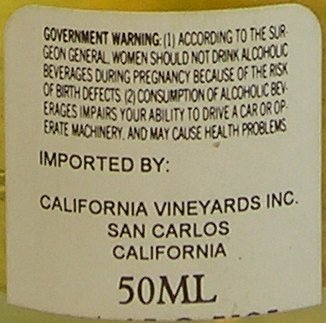 GOVERNMENT WARNING: (1) ACCORDING TO THE SUR-
GEON GENERAL, WOMEN SHOULD NOT DRINK ALCOHOLIC
BEVERAGES DURING PREGNANCY BECAUSE OF THE RISK
OF BIRTH DEFECTS. (2) CONSUMPTION OF ALCOHOLIC BEV-
ERAGES IMPAIRS YOUR ABILITY TO DRIVE A CAR OR OP-
ERATE MACHINERY, AND MAY CAUSE HEALTH PROBLEMS.
IMPORTED BY:
CALIFORNIA VINEYARDS INC.
SAN CARLOS
CALIFORNIA
50ML